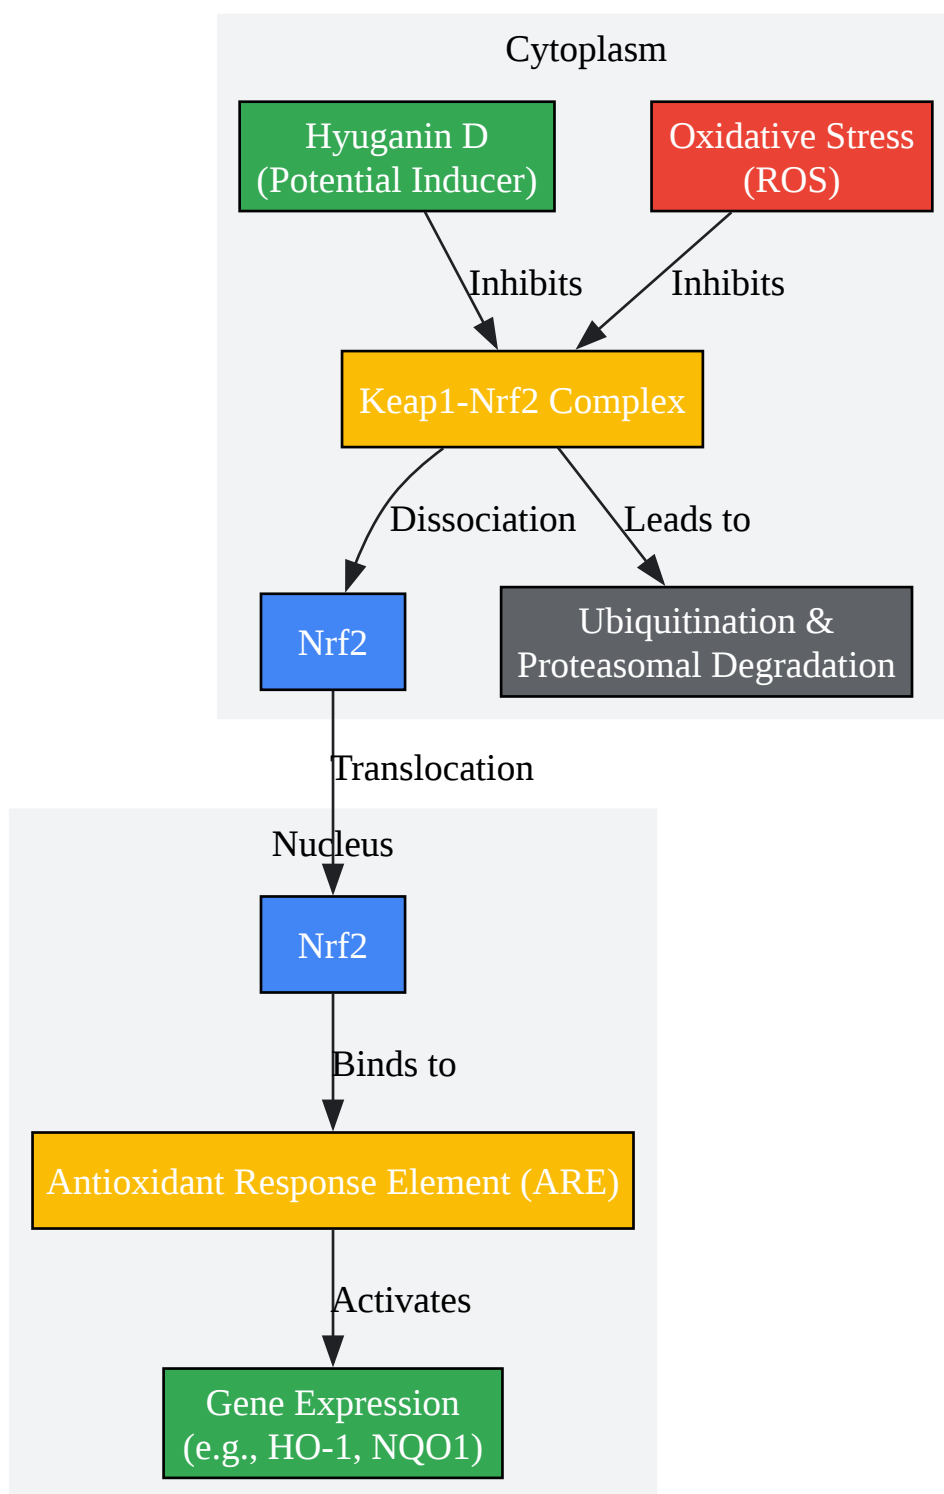 Cytoplasm
Hyuganin D
(Potential Inducer)
Oxidative Stress
(ROS)
Inhibits
Inhibits
Keap1-Nrf2 Complex
Dissociation
Leads to
Nrf2
Ubiquitination &
Proteasomal Degradation
Translocation
Nucleus
Nrf2
Binds to
Antioxidant Response Element (ARE)
Activates
Gene Expression
(e.g., HO-1, NQO1)